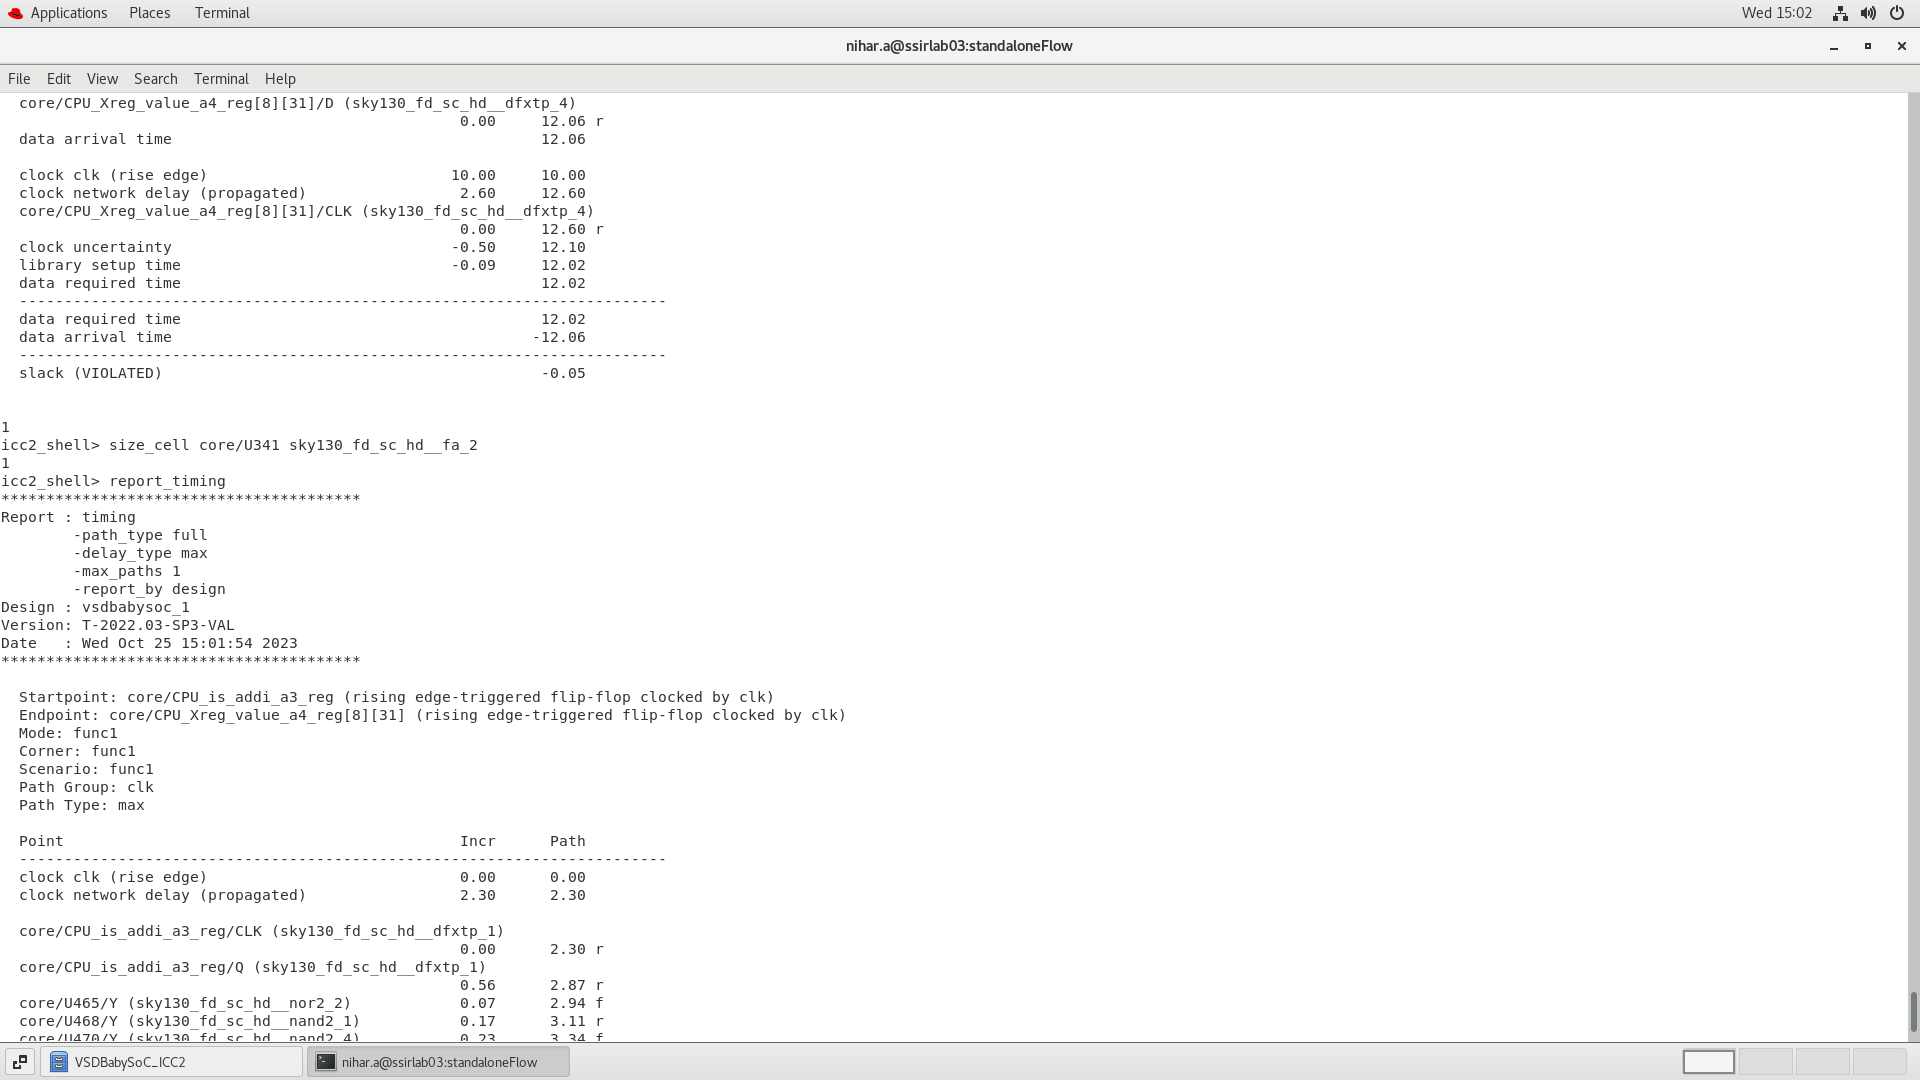 Applications Places Terminal Wed 15:02
nihar.a@ssirlab03:standaloneFlow
File Edit View Search Terminal Help
core/CPU_Xreg_value_a4_reg[8][31]/D (sky130_fd_sc_hd__dfxtp_4)
0.00 12.06 r
data arrival time 12.06
clock clk (rise edge) 10.00 10.00
clock network delay (propagated) 2.60 12.60
core/CPU_Xreg_value_a4_reg[8][31]/CLK (sky130_fd_sc_hd__dfxtp_4)
0.00 12.60 r
clock uncertainty -0.50 12.10
library setup time -0.09 12.02
data required time 12.02
------------------------------------------------------------------------
data required time 12.02
data arrival time -12.06
------------------------------------------------------------------------
slack (VIOLATED) -0.05
1
icc2_shell> size_cell core/U341 sky130_fd_sc_hd__fa_2
1
icc2_shell> report_timing
****************************************
Report : timing
-path_type full
-delay_type max
-max_paths 1
-report_by design
Design : vsdbabysoc_1
Version: T-2022.03-SP3-VAL
Date   : Wed Oct 25 15:01:54 2023
****************************************
Startpoint: core/CPU_is_addi_a3_reg (rising edge-triggered flip-flop clocked by clk)
Endpoint: core/CPU_Xreg_value_a4_reg[8][31] (rising edge-triggered flip-flop clocked by clk)
Mode: func1
Corner: func1
Scenario: func1
Path Group: clk
Path Type: max
Point Incr Path
------------------------------------------------------------------------
clock clk (rise edge) 0.00 0.00
clock network delay (propagated) 2.30 2.30
core/CPU_is_addi_a3_reg/CLK (sky130_fd_sc_hd__dfxtp_1)
0.00 2.30 r
core/CPU_is_addi_a3_reg/Q (sky130_fd_sc_hd__dfxtp_1)
0.56 2.87 r
core/U465/Y (sky130_fd_sc_hd__nor2_2) 0.07 2.94 f
core/U468/Y (sky130_fd_sc_hd__nand2_1) 0.17 3.11 r
core/U470/Y (sky130_fd_sc_hd__nand2_4) 0.23 3.34 f
VSDBabySoC_ICC2 nihar.a@ssirlab03:standaloneFlow